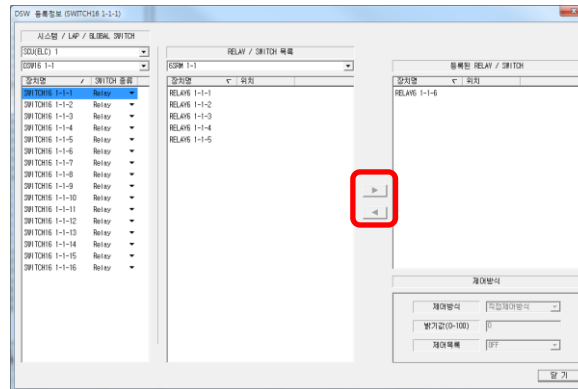 DSW 등록정보 (SWITCH16 1-1-1)
시스템 / LAP / GLOBAL SWITCH
SCU(ELC) 1
DSW16 1-1
장치명 / SWITCH 종류
SWITCH16 1-1-1 Relay
SWITCH16 1-1-2 Relay
SWITCH16 1-1-3 Relay
SWITCH16 1-1-4 Relay
SWITCH16 1-1-5 Relay
SWITCH16 1-1-6 Relay
SWITCH16 1-1-7 Relay
SWITCH16 1-1-8 Relay
SWITCH16 1-1-9 Relay
SWITCH16 1-1-10 Relay
SWITCH16 1-1-11 Relay
SWITCH16 1-1-12 Relay
SWITCH16 1-1-13 Relay
SWITCH16 1-1-14 Relay
SWITCH16 1-1-15 Relay
SWITCH16 1-1-16 Relay
RELAY / SWITCH 목록
6SRM 1-1
장치명 위치
RELAY6 1-1-1
RELAY6 1-1-2
RELAY6 1-1-3
RELAY6 1-1-4
RELAY6 1-1-5
등록된 RELAY / SWITCH
장치명 위치
RELAY6 1-1-6
제어방식
제어방식 직접제어방식
밝기값(0-100) 0
제어목록 OFF
닫 기